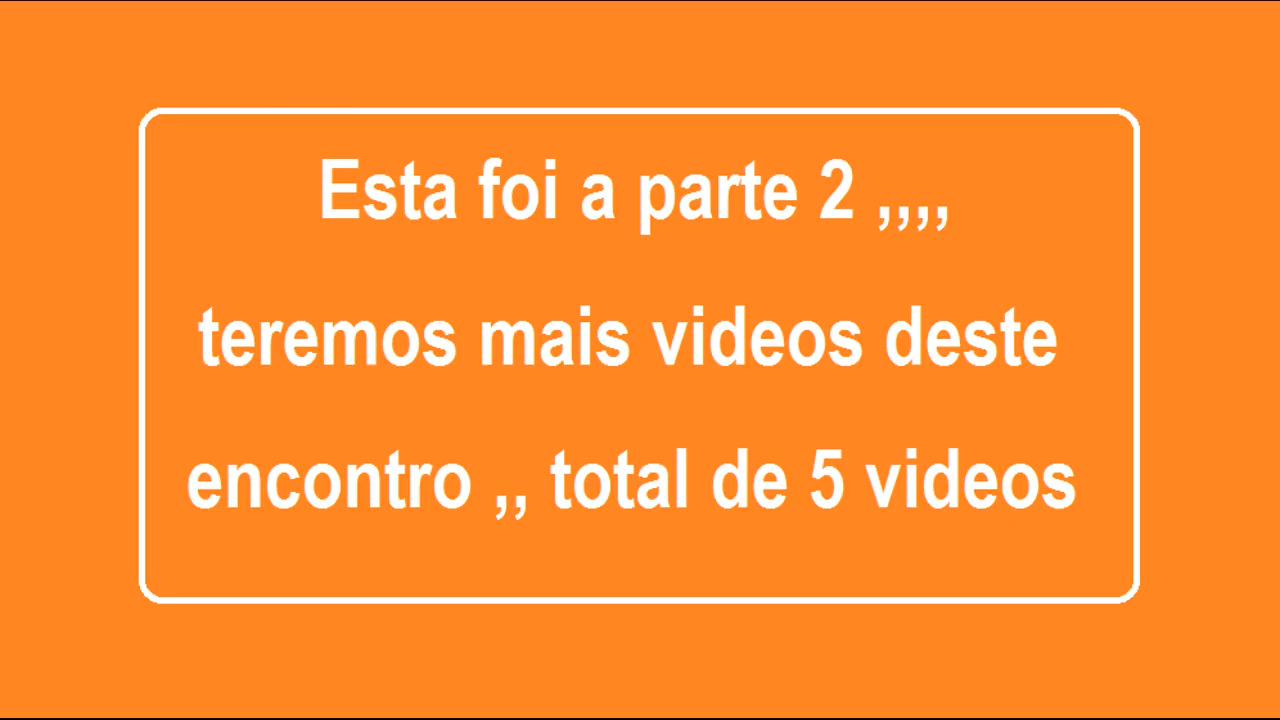 Esta foi a parte 2 ,,,,
teremos mais videos deste
encontro ,, total de 5 videos